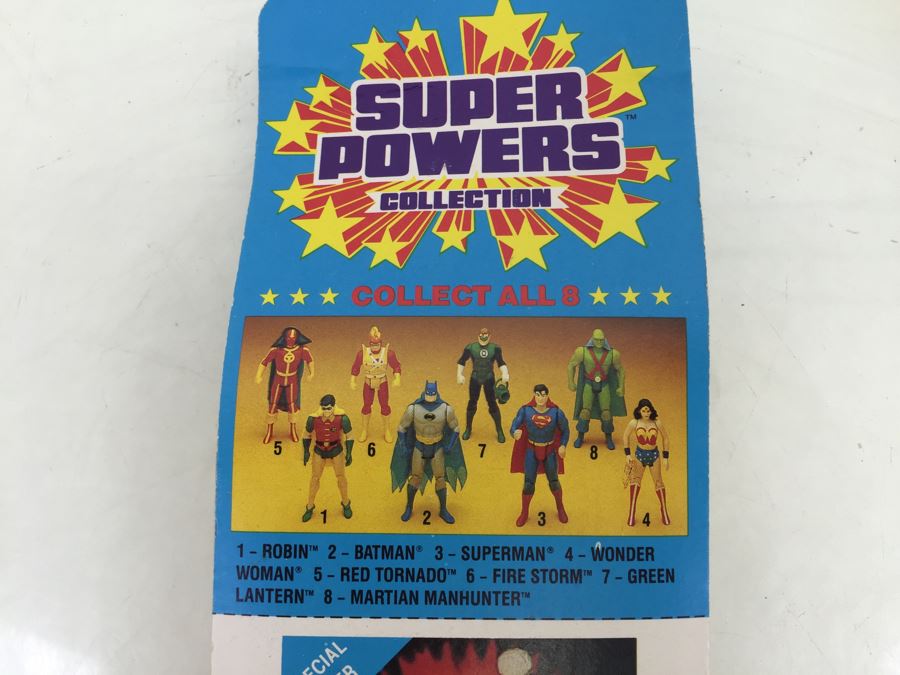 SUPER
POWERS™
COLLECTION
COLLECT ALL 8
5 6 7 8
1 2 3 4
1 – ROBIN™ 2 – BATMAN® 3 – SUPERMAN® 4 – WONDER
WOMAN® 5 – RED TORNADO™ 6 – FIRE STORM™ 7 – GREEN
LANTERN™ 8 – MARTIAN MANHUNTER™